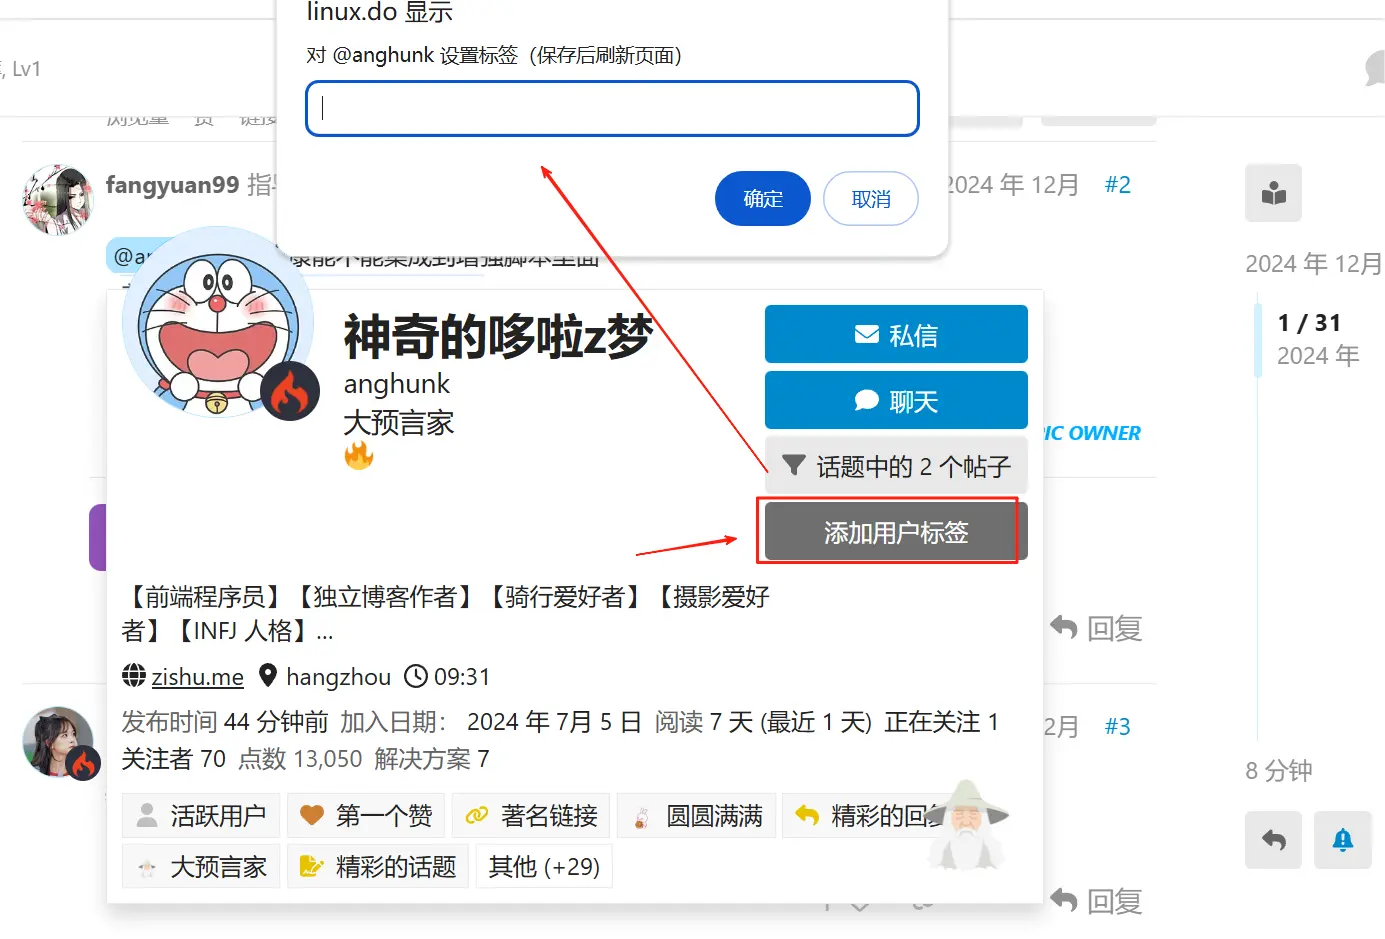 linux.do 显示
对 @anghunk 设置标签（保存后刷新页面）
, Lv1
确定
取消
浏览量 赞 链接
fangyuan99
2024 年 12月
#2
@an
能不能集成到增强脚本里面
神奇的哆啦z梦
anghunk
大预言家
私信
聊天
话题中的 2 个帖子
添加用户标签
PIC OWNER
2024 年 12月
1 / 31
2024 年
【前端程序员】【独立博客作者】【骑行爱好者】【摄影爱好
者】【INFJ 人格】...
回复
zishu.me hangzhou 09:31
发布时间 44 分钟前 加入日期： 2024 年 7月 5 日 阅读 7 天 (最近 1 天) 正在关注 1
关注者 70 点数 13,050 解决方案 7
2月
#3
8 分钟
活跃用户 第一个赞 著名链接 圆圆满满 精彩的回复
大预言家 精彩的话题 其他 (+29)
回复